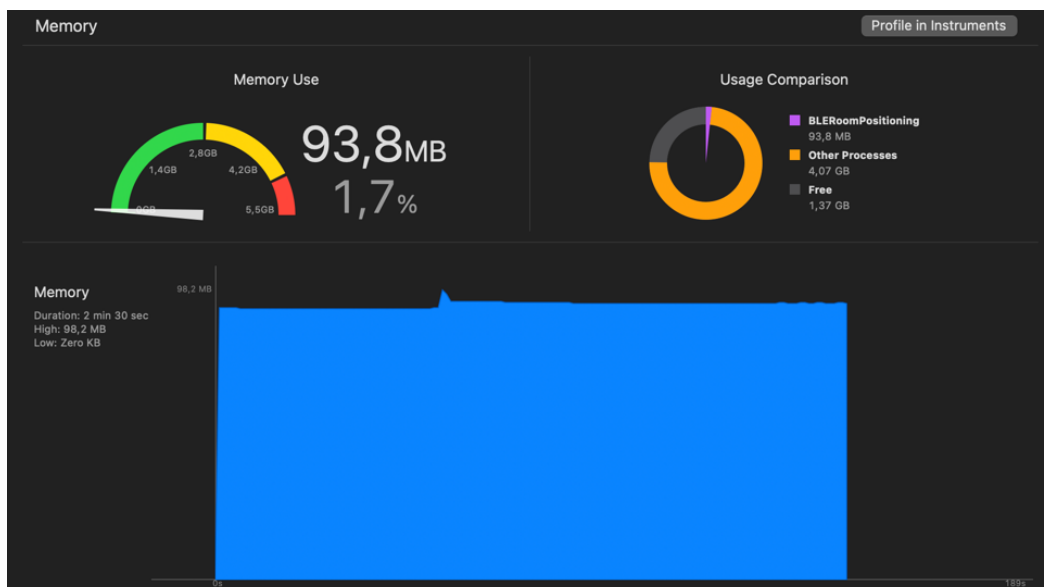 Memory
Profile in Instruments
Memory Use
0GB
1,4GB
2,8GB
4,2GB
5,5GB
93,8MB
1,7%
Usage Comparison
BLERoomPositioning
93,8 MB
Other Processes
4,07 GB
Free
1,37 GB
Memory
Duration: 2 min 30 sec
High: 98,2 MB
Low: Zero KB
98,2 MB
0s
189s